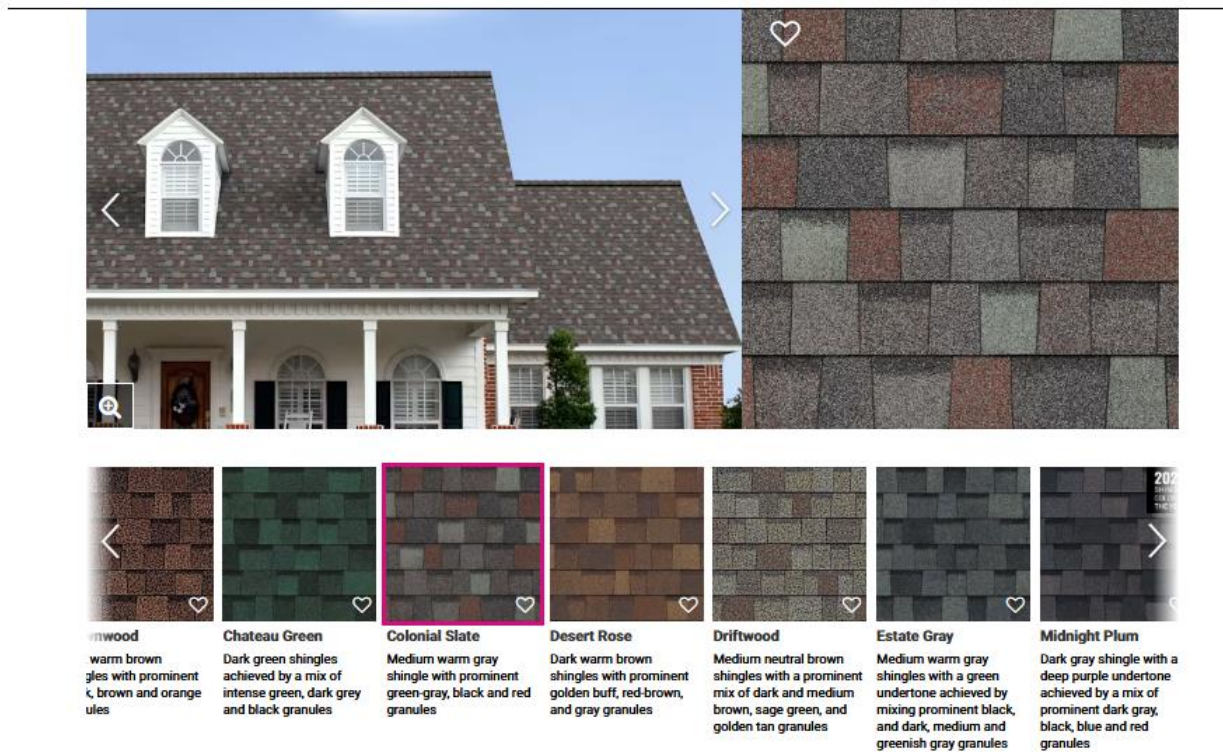 202
wnwood
warm brown
gles with prominent
k, brown and orange
ules
Chateau Green
Dark green shingles
achieved by a mix of
intense green, dark grey
and black granules
Colonial Slate
Medium warm gray
shingle with prominent
green-gray, black and red
granules
Desert Rose
Dark warm brown
shingles with prominent
golden buff, red-brown,
and gray granules
Driftwood
Medium neutral brown
shingles with a prominent
mix of dark and medium
brown, sage green, and
golden tan granules
Estate Gray
Medium warm gray
shingles with a green
undertone achieved by
mixing prominent black,
and dark, medium and
greenish gray granules
Midnight Plum
Dark gray shingle with a
deep purple undertone
achieved by a mix of
prominent dark gray,
black, blue and red
granules